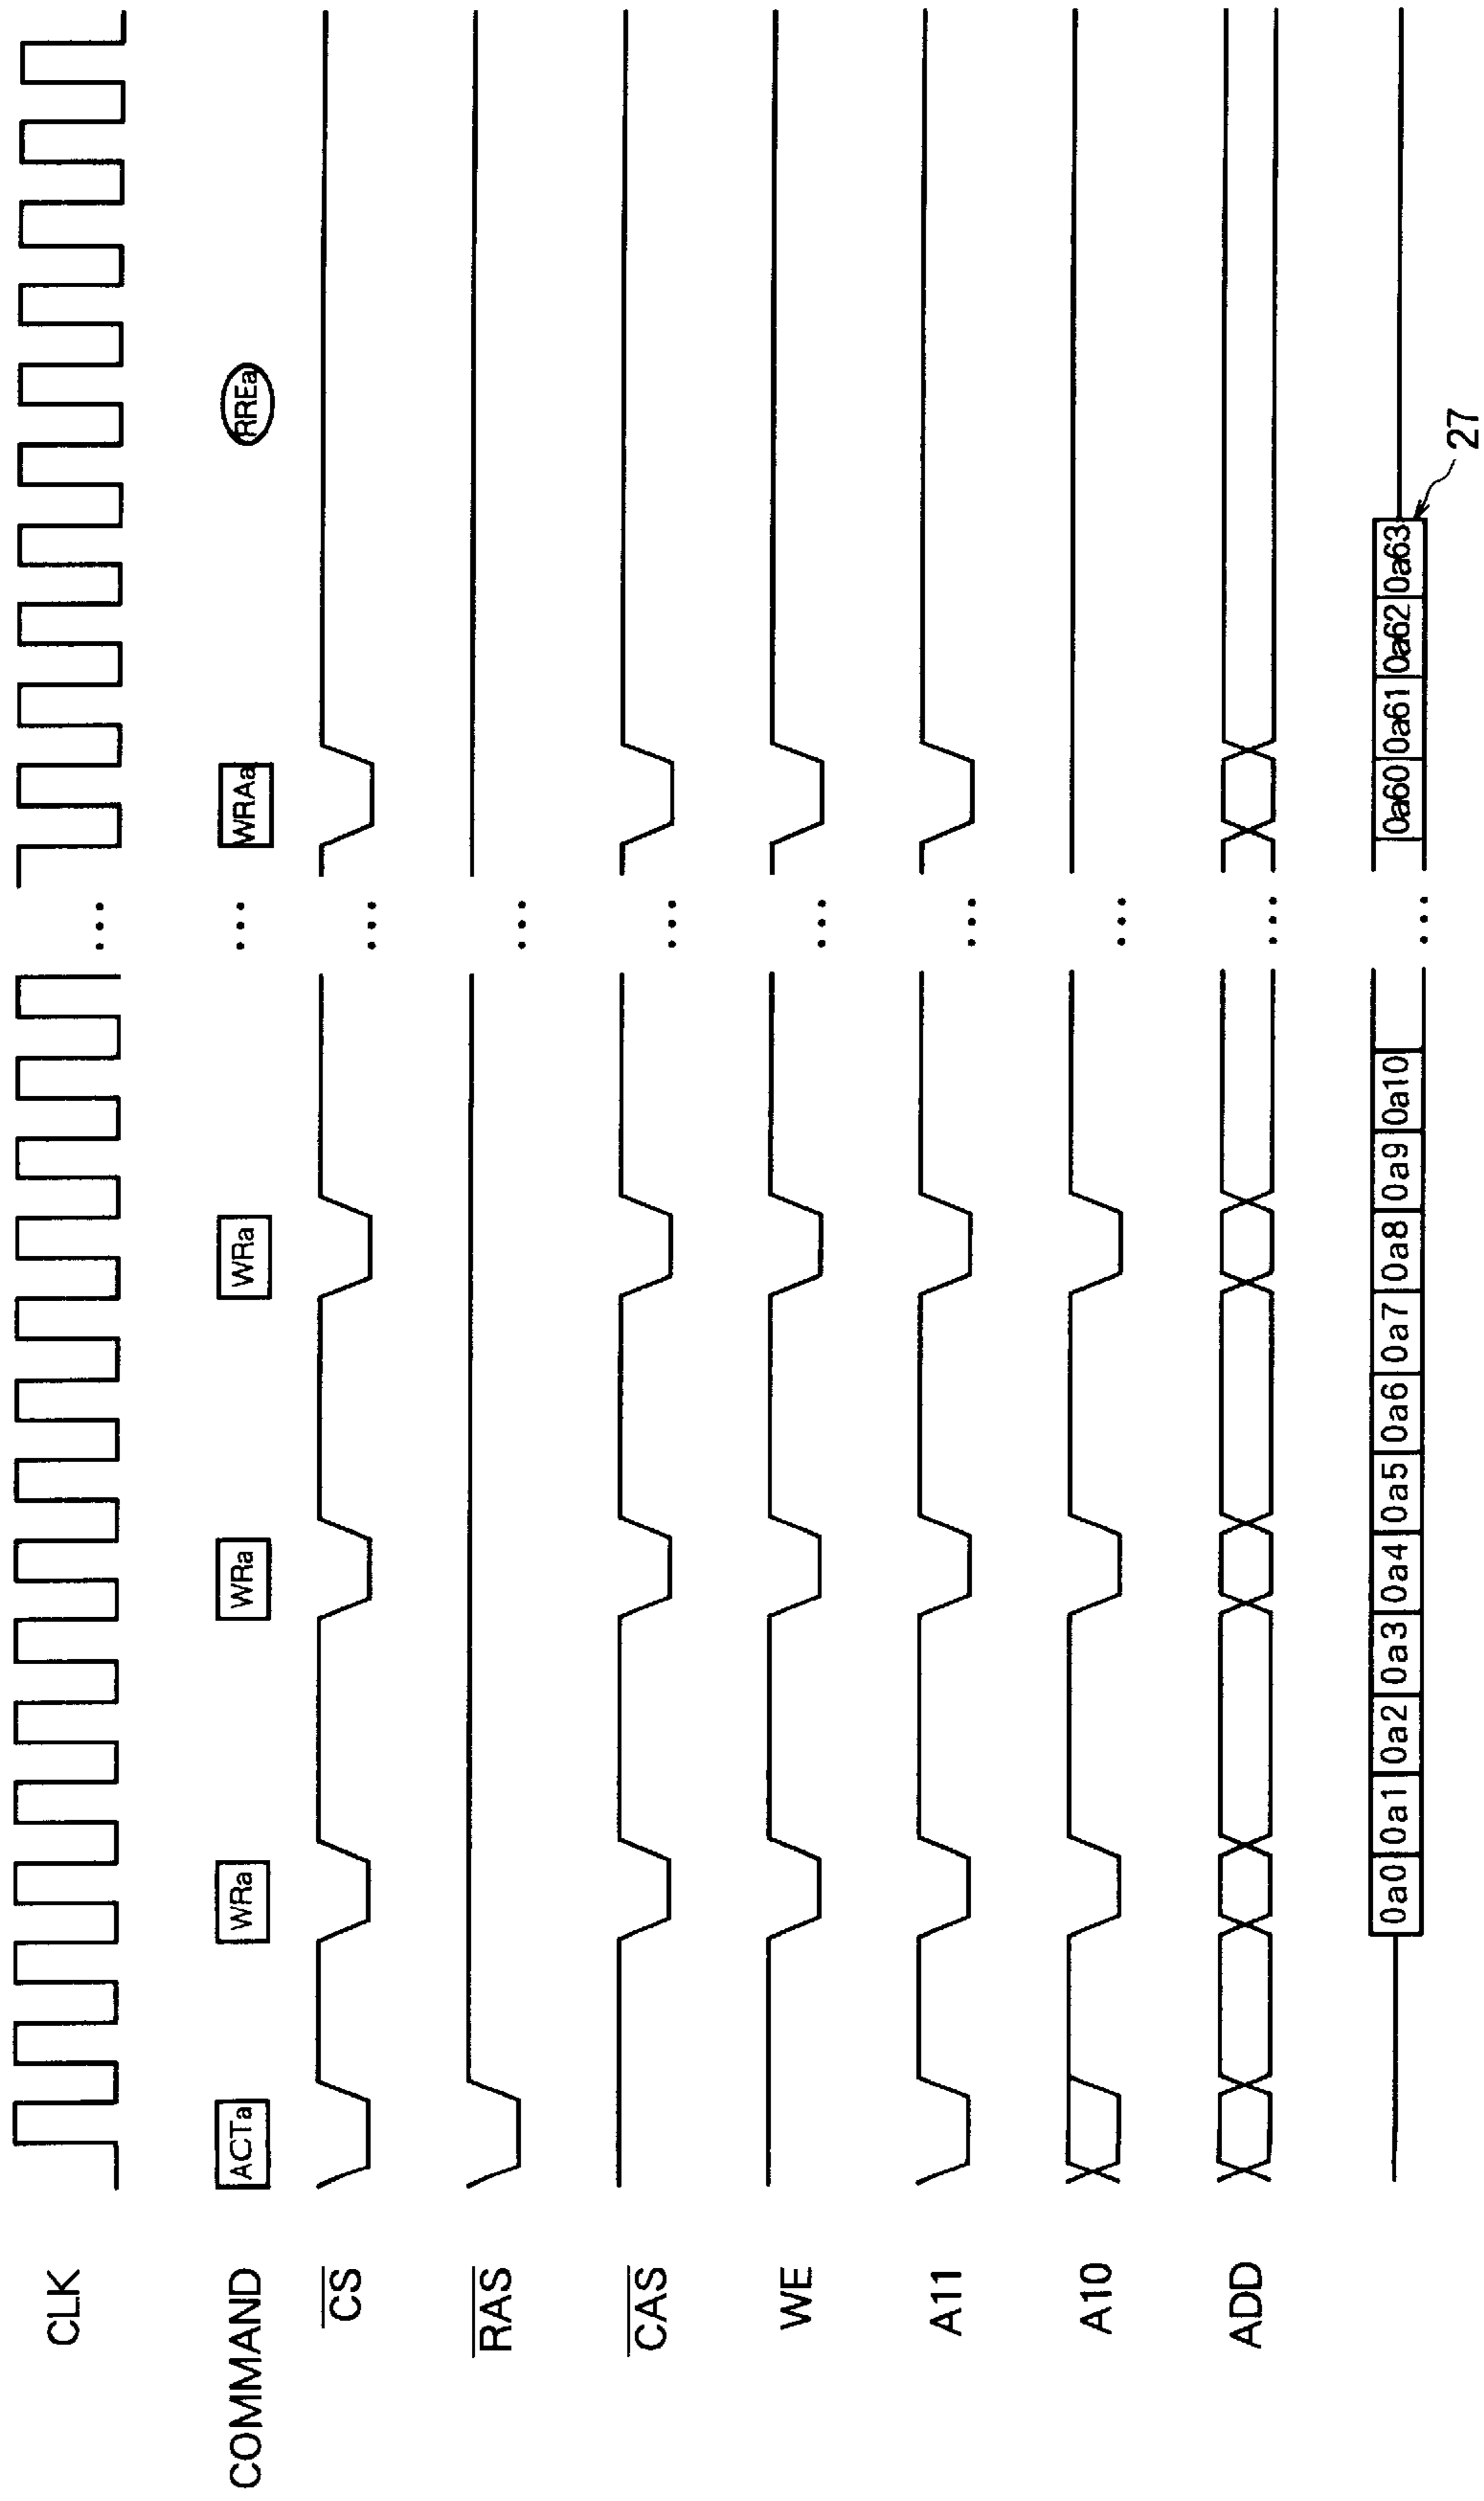 CLK
COMMAND ACTa WRa WRa WRa ... WRAa RREa
CS
RAS
CAS
WE
A11
A10
ADD
0a0 0a1 0a2 0a3 0a4 0a5 0a6 0a7 0a8 0a9 0a10 ... 0a60 0a61 0a62 0a63
27